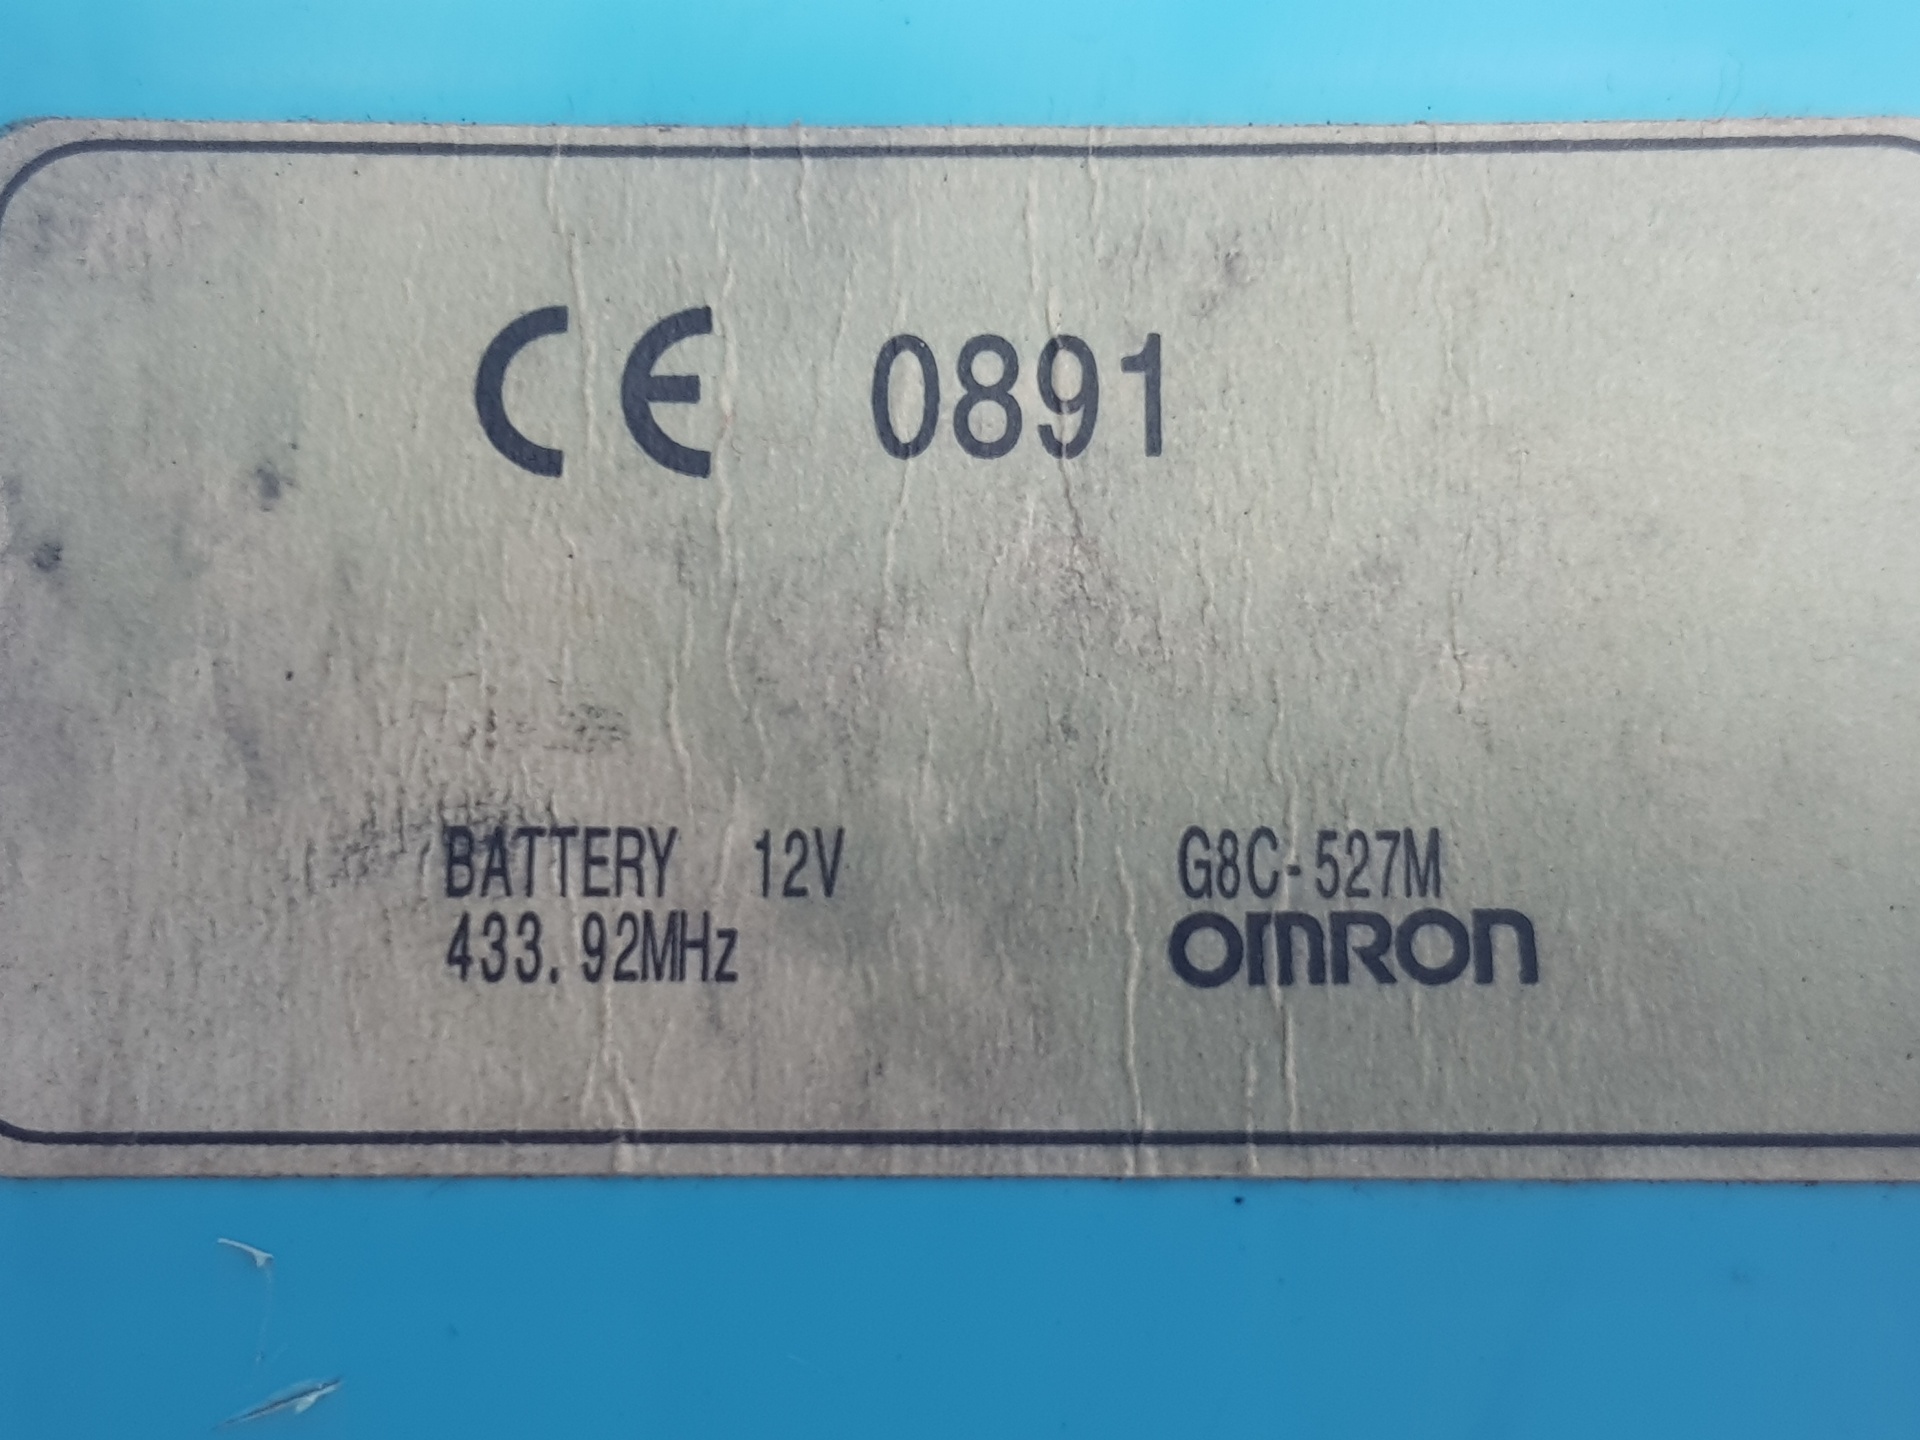 CE 0891
BATTERY 12V
433.92MHz
G8C-527M
omron